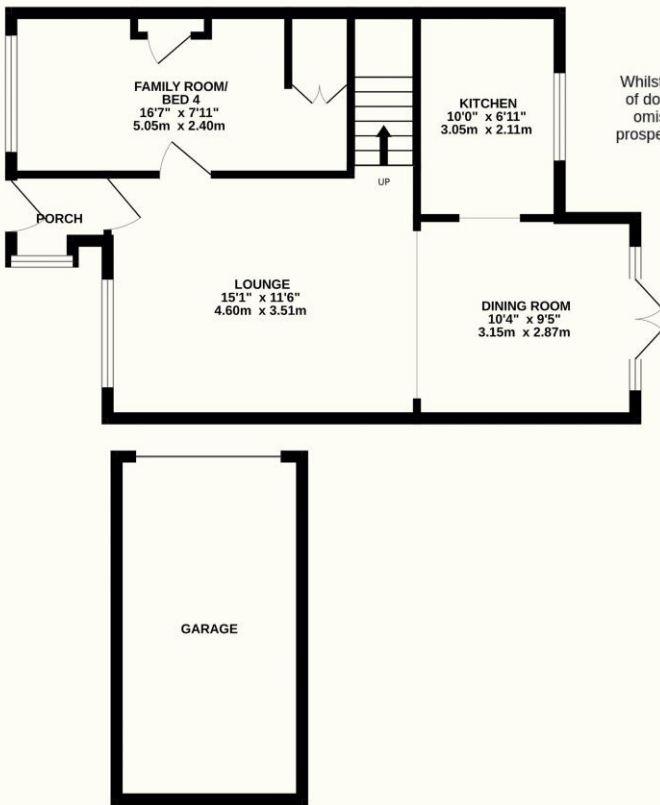 FAMILY ROOM/
BED 4
16'7" x 7'11"
5.05m x 2.40m
KITCHEN
10'0" x 6'11"
3.05m x 2.11m
Whilst
of do
omis
prospe
UP
PORCH
LOUNGE
15'1" x 11'6"
4.60m x 3.51m
DINING ROOM
10'4" x 9'5"
3.15m x 2.87m
GARAGE